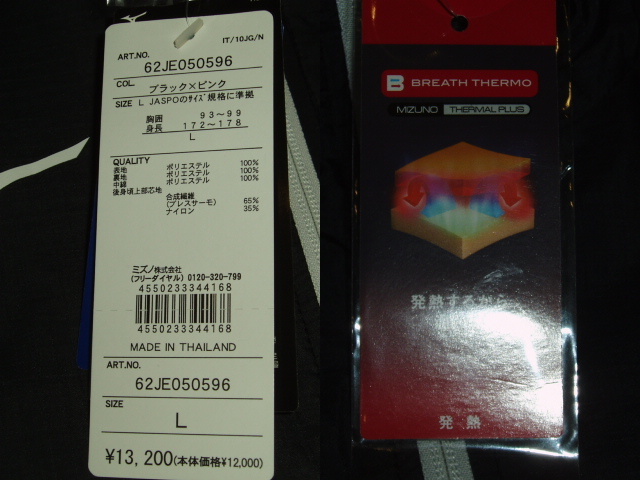 IT/10JG/N
ART.NO.
62JE050596
COL.
ブラック×ピンク
SIZE L JASPOのサイズ規格に準拠
胸囲 93～99
身長 172～178
L
QUALITY
表地 ポリエステル 100%
裏地 ポリエステル 100%
中綿 ポリエステル 100%
後身頃上部芯地
合成繊維 65%
(ブレスサーモ)
ナイロン 35%
ミズノ株式会社
(フリーダイヤル) 0120-320-799
4550233344168
4550233344168
MADE IN THAILAND
ART.NO.
62JE050596
SIZE
L
¥13,200(本体価格¥12,000)
B BREATH THERMO
MIZUNO THERMAL PLUS
発熱するから
発熱